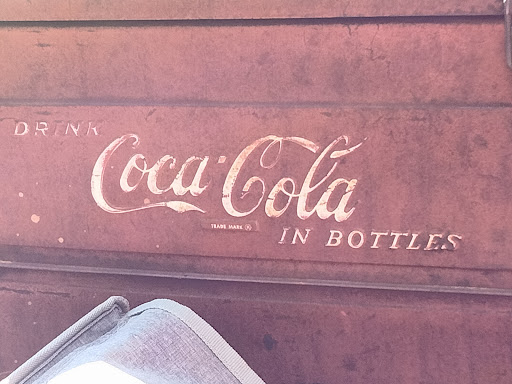 DRINK
Coca-Cola
TRADE MARK ®
IN BOTTLES